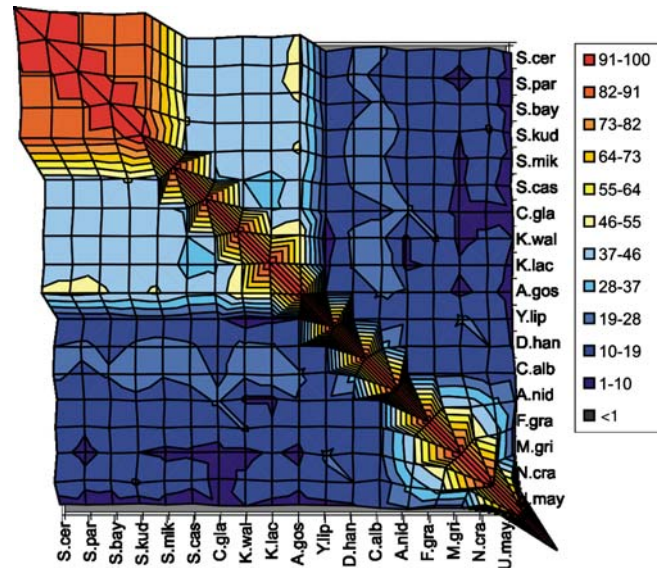 S.cer
S.par
S.bay
S.kud
S.mik
S.cas
C.gla
K.wal
K.lac
A.gos
Y.lip
D.han
C.alb
A.nid
F.gra
M.gri
N.cra
U.may
91-100
82-91
73-82
64-73
55-64
46-55
37-46
28-37
19-28
10-19
1-10
<1
S.cer
S.par
S.bay
S.kud
S.mik
S.cas
C.gla
K.wal
K.lac
A.gos
Y.lip
D.han
C.alb
A.nid
F.gra
M.gri
N.cra
U.may